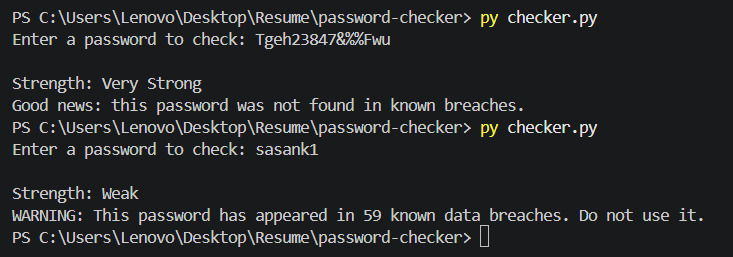 PS C:\Users\Lenovo\Desktop\Resume\password-checker> py checker.py
Enter a password to check: Tgeh23847&%%Fwu
Strength: Very Strong
Good news: this password was not found in known breaches.
PS C:\Users\Lenovo\Desktop\Resume\password-checker> py checker.py
Enter a password to check: sasank1
Strength: Weak
WARNING: This password has appeared in 59 known data breaches. Do not use it.
PS C:\Users\Lenovo\Desktop\Resume\password-checker>